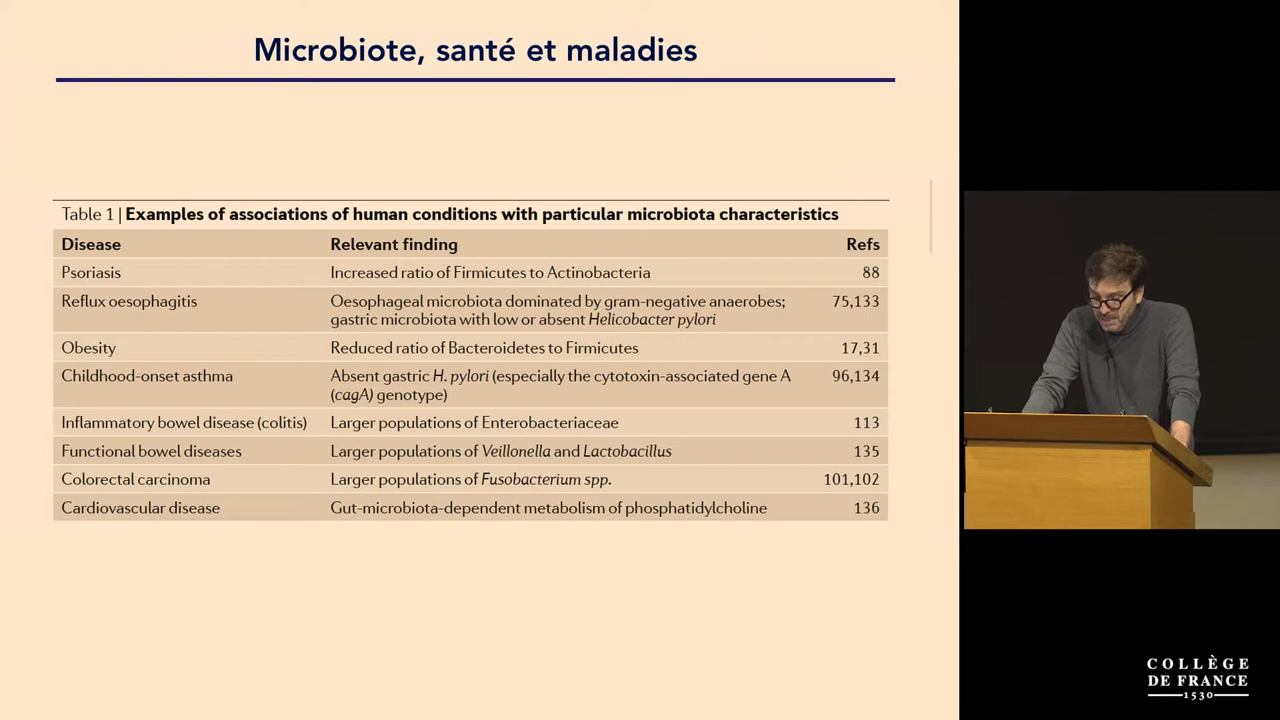 Microbiote, santé et maladies
Table 1 | Examples of associations of human conditions with particular microbiota characteristics
Disease Relevant finding Refs
Psoriasis Increased ratio of Firmicutes to Actinobacteria 88
Reflux oesophagitis Oesophageal microbiota dominated by gram-negative anaerobes; 75,133
gastric microbiota with low or absent Helicobacter pylori
Obesity Reduced ratio of Bacteroidetes to Firmicutes 17,31
Childhood-onset asthma Absent gastric H. pylori (especially the cytotoxin-associated gene A 96,134
(cagA) genotype)
Inflammatory bowel disease (colitis) Larger populations of Enterobacteriaceae 113
Functional bowel diseases Larger populations of Veillonella and Lactobacillus 135
Colorectal carcinoma Larger populations of Fusobacterium spp. 101,102
Cardiovascular disease Gut-microbiota-dependent metabolism of phosphatidylcholine 136
COLLÈGE
DE FRANCE
1530